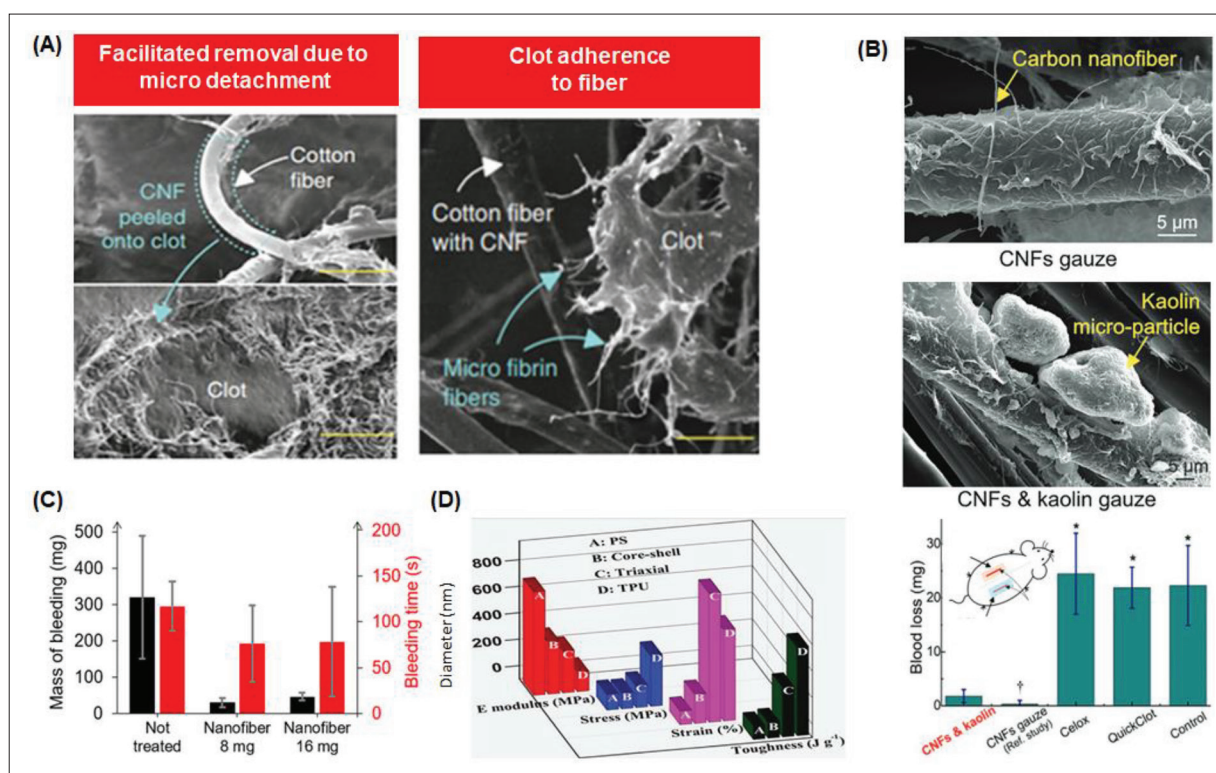 (A)
Facilitated removal due to
micro detachment
Cotton
fiber
CNF
peeled
onto clot
Clot
Clot adherence
to fiber
Cotton fiber
with CNF
Clot
Micro fibrin
fibers
(B)
Carbon nanofiber
5 µm
CNFs gauze
Kaolin
micro-particle
5 µm
CNFs & kaolin gauze
Blood loss (mg)
30
20
10
0
†
*
*
*
CNFs & kaolin
CNFs gauze
(Ref. study)
Celox
QuickClot
Control
(C)
Mass of bleeding (mg)
500
400
300
200
100
0
Bleeding time (s)
200
150
100
50
0
Not
treated
Nanofiber
8 mg
Nanofiber
16 mg
(D)
Diameter (nm)
800
600
400
200
0
A: PS
B: Core-shell
C: Triaxial
D: TPU
A B C D
A B C D
A B C D
A B C D
E modulus (MPa)
Stress (MPa)
Strain (%)
Toughness (J g⁻¹)